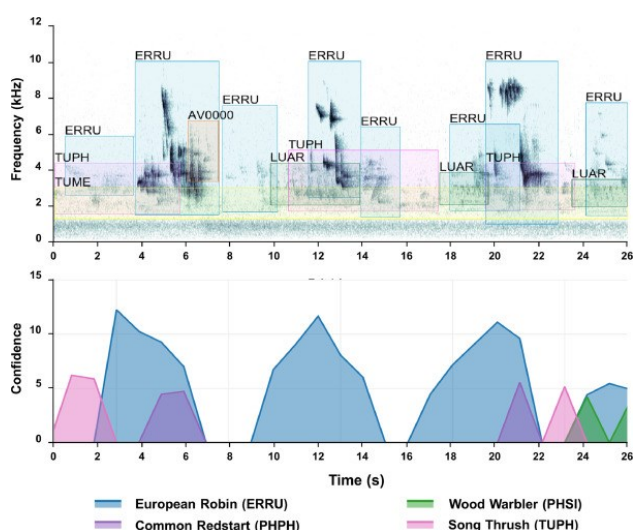 12
10
8
6
4
2
0
Frequency (kHz)
ERRU
ERRU
ERRU
AV0000
ERRU
ERRU
TUPH
TUME
TUPH
LUAR
ERRU
ERRU
LUAR
TUPH
ERRU
LUAR
0 2 4 6 8 10 12 14 16 18 20 22 24 26
15
10
5
0
Confidence
0 2 4 6 8 10 12 14 16 18 20 22 24 26
Time (s)
European Robin (ERRU) Wood Warbler (PHSI)
Common Redstart (PHPH) Song Thrush (TUPH)